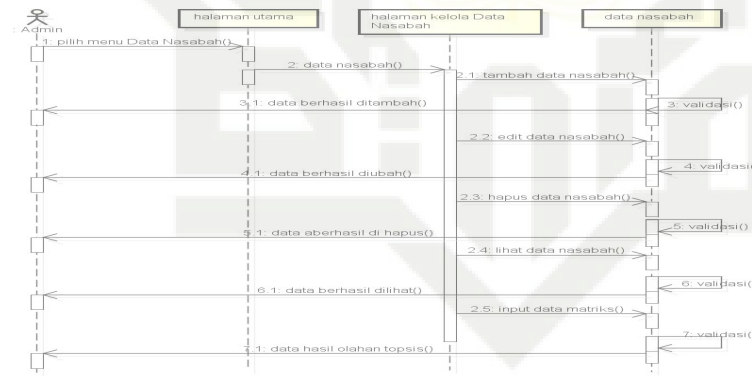 halaman utama
halaman kelola Data
Nasabah
data nasabah
: Admin
1: pilih menu Data Nasabah()
2: data nasabah()
2.1: tambah data nasabah()
3.1: data berhasil ditambah()
3: validasi()
2.2: edit data nasabah()
4: validasi(
4.1: data berhasil diubah()
2.3: hapus data nasabah()
5: validasi()
5.1: data aberhasil di hapus()
2.4: lihat data nasabah()
6: validasi(
6.1: data berhasil dilihat()
2.5: input data matriks()
7: validasi(
7.1: data hasil olahan topsis()